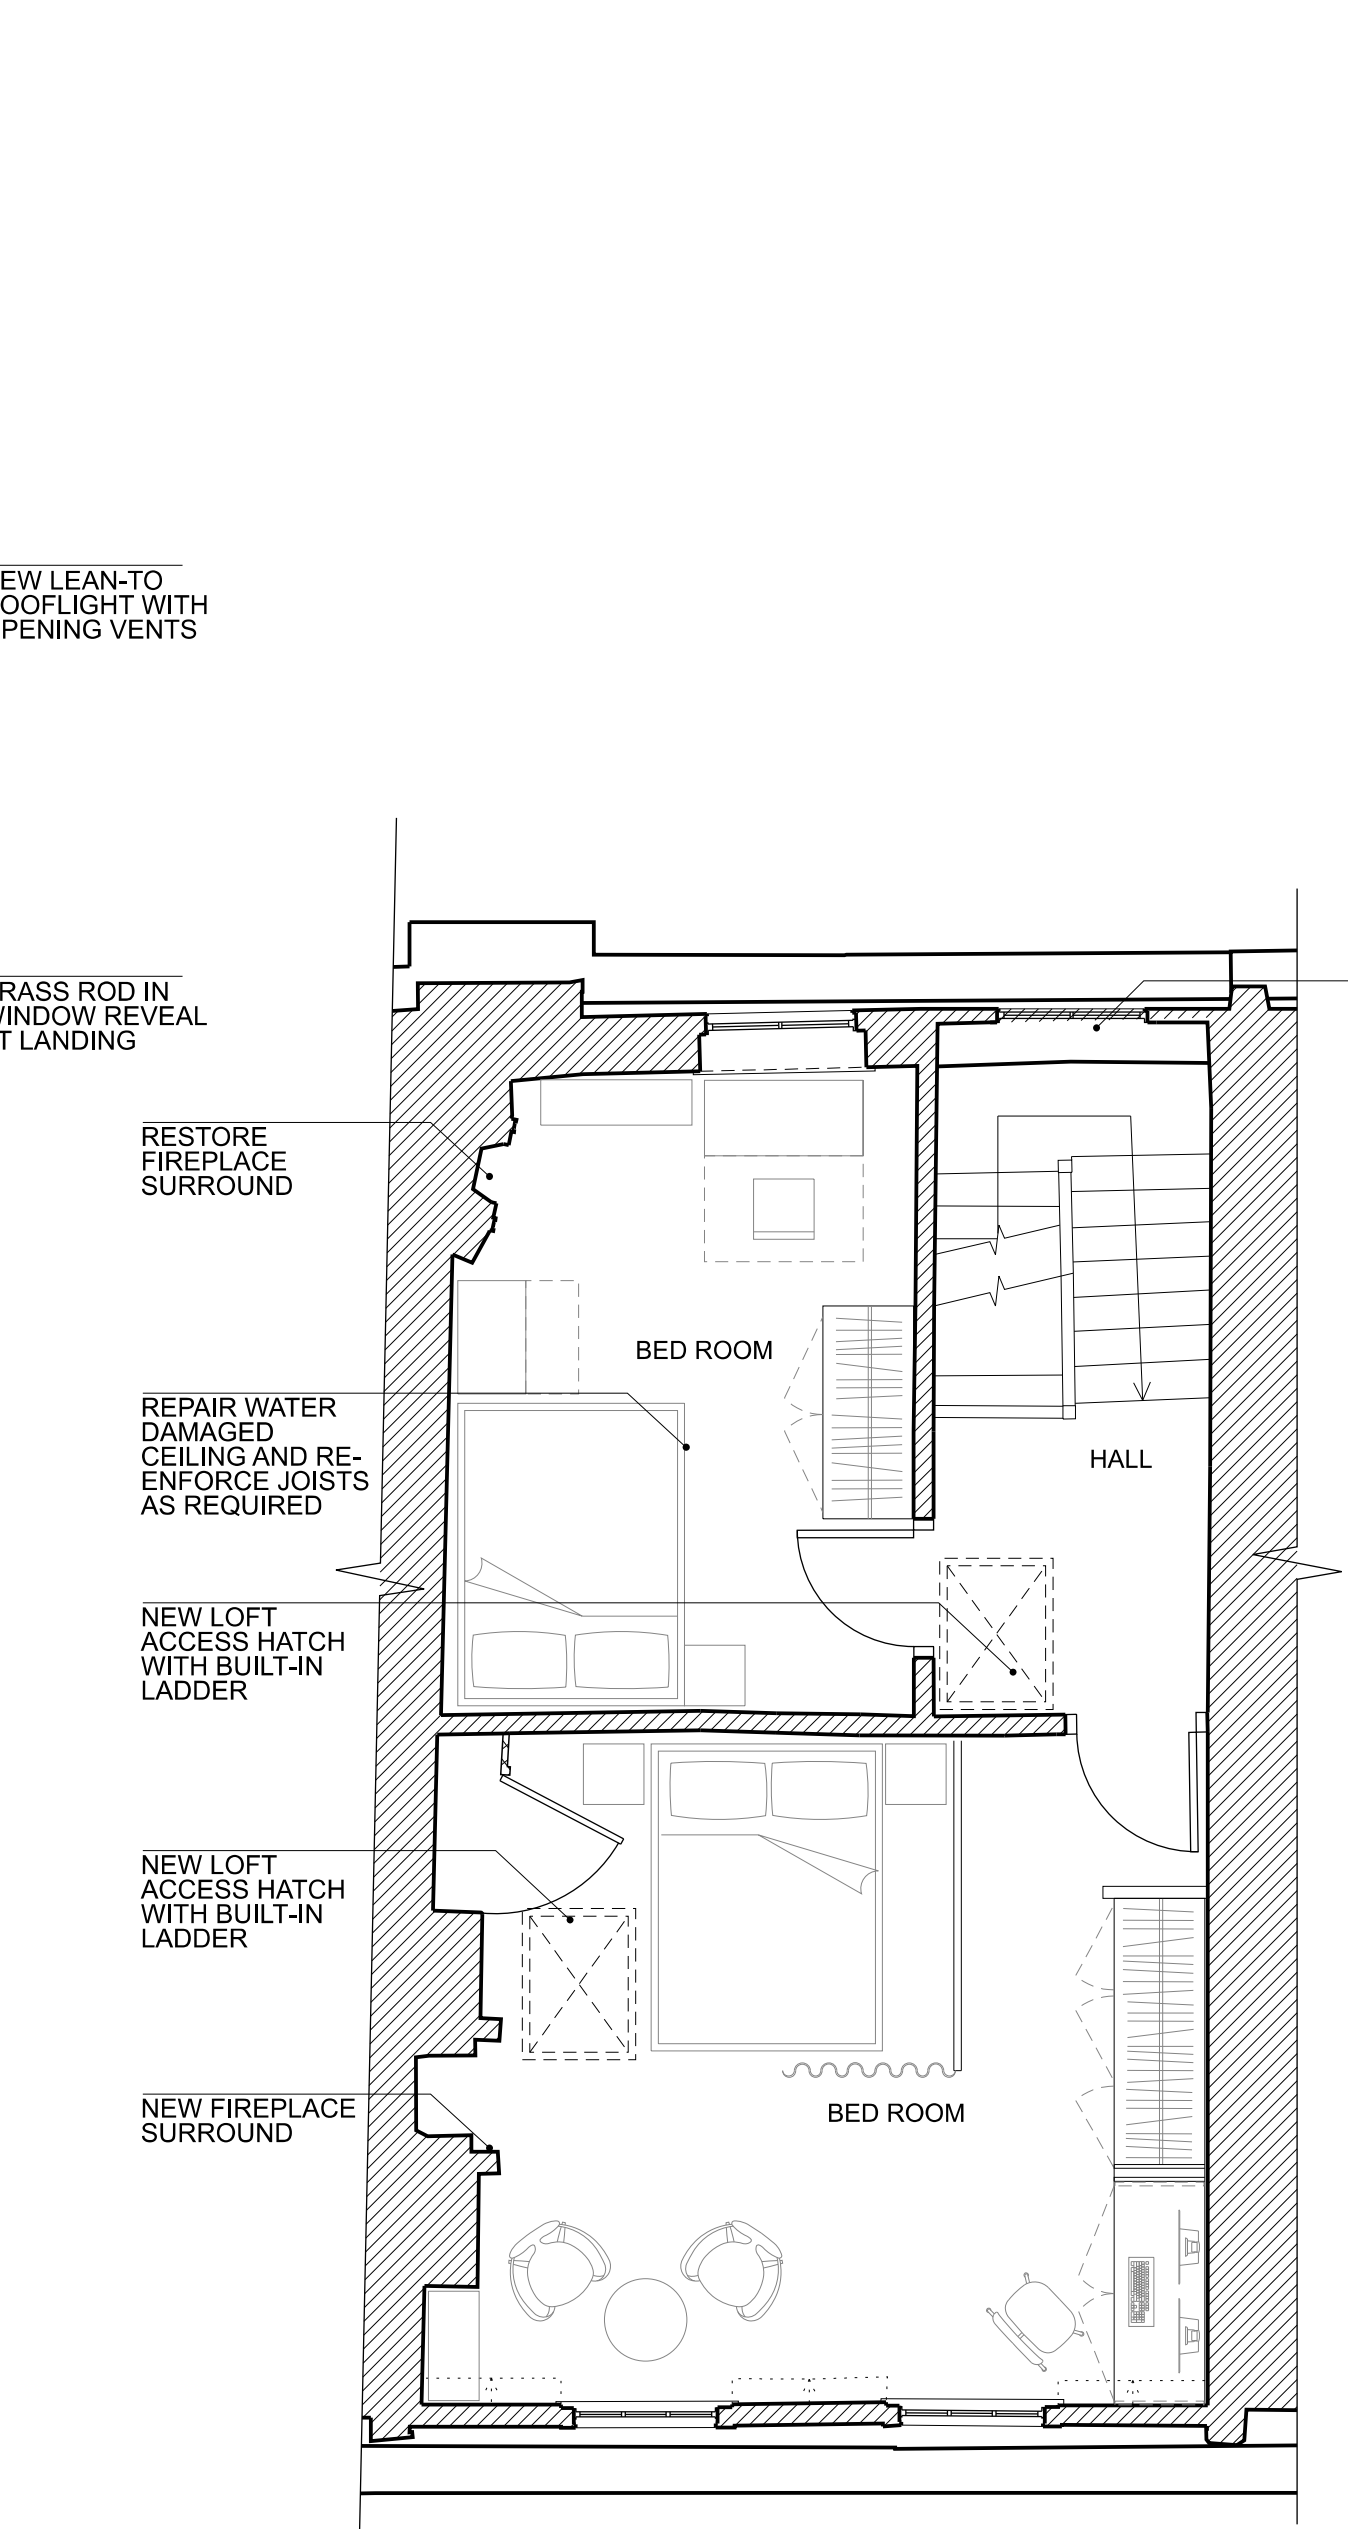 EW LEAN-TO
OOFLIGHT WITH
PENING VENTS
RASS ROD IN
WINDOW REVEAL
T LANDING
RESTORE
FIREPLACE
SURROUND
BED ROOM
REPAIR WATER
DAMAGED
CEILING AND RE-
ENFORCE JOISTS
AS REQUIRED
HALL
NEW LOFT
ACCESS HATCH
WITH BUILT-IN
LADDER
NEW LOFT
ACCESS HATCH
WITH BUILT-IN
LADDER
NEW FIREPLACE
SURROUND
BED ROOM